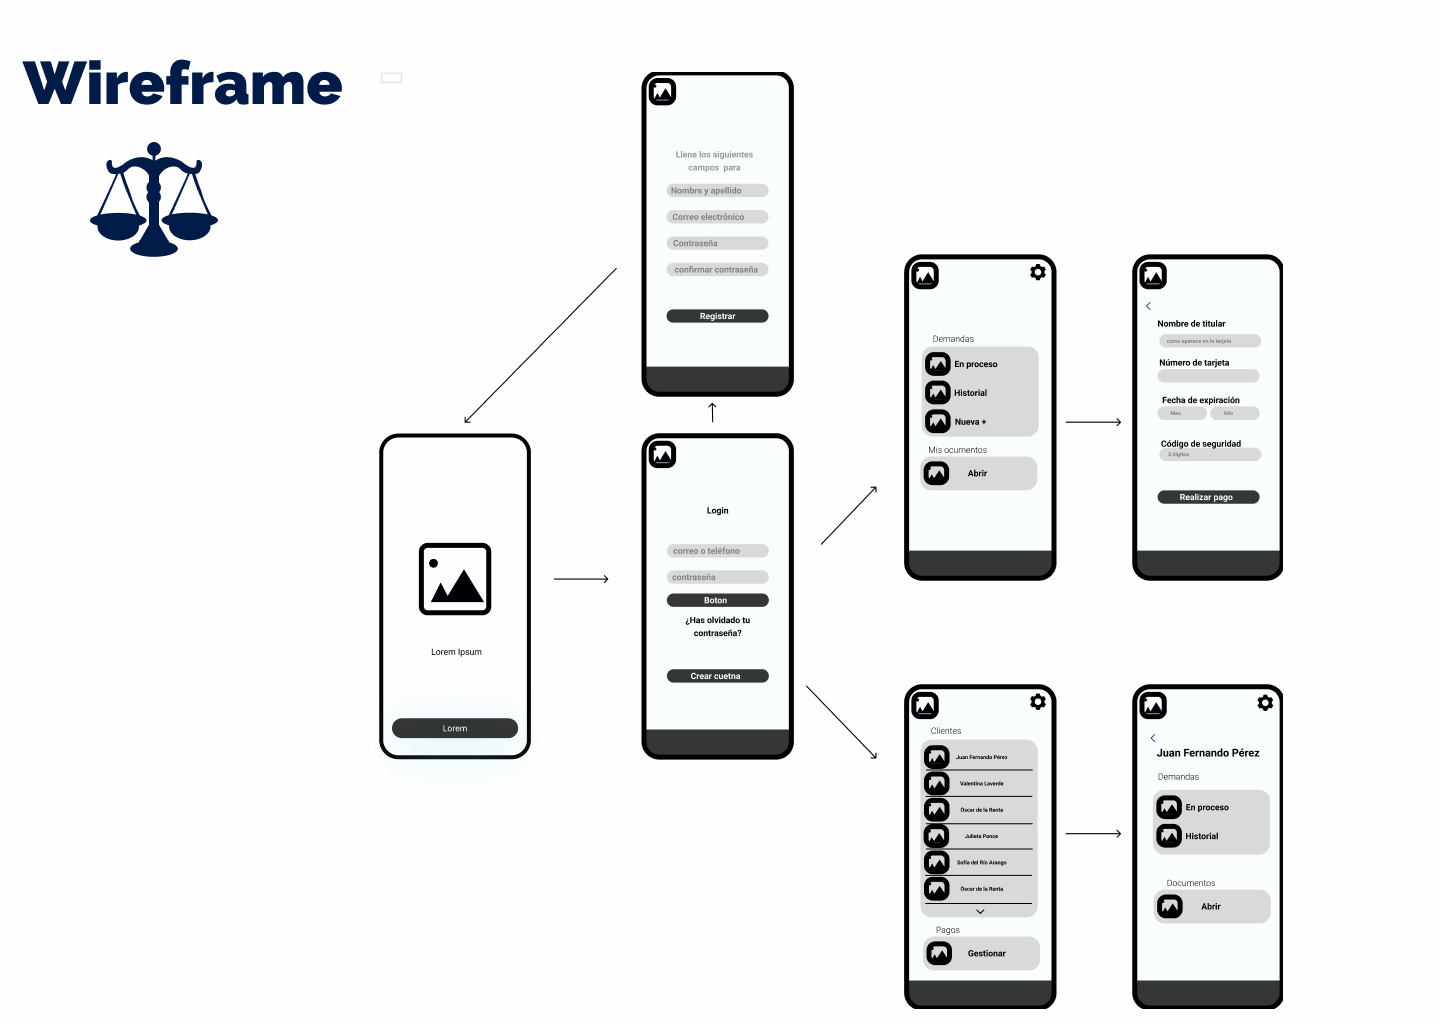 Wireframe
Llene los siguientes
campos para
Nombre y apellido
Correo electrónico
Contraseña
confirmar contraseña
Registrar
Lorem Ipsum
Lorem
Login
correo o teléfono
contraseña
Boton
¿Has olvidado tu
contraseña?
Crear cuetna
Demandas
En proceso
Historial
Nueva +
Mis ocumentos
Abrir
Nombre de titular
como aparece en la tarjeta
Número de tarjeta
Fecha de expiración
Mes Año
Código de seguridad
3 dígitos
Realizar pago
Clientes
Juan Fernando Pérez
Valentina Laverde
Óscar de la Renta
Julieta Ponce
Sofía del Río Arango
Óscar de la Renta
Pagos
Gestionar
Juan Fernando Pérez
Demandas
En proceso
Historial
Documentos
Abrir